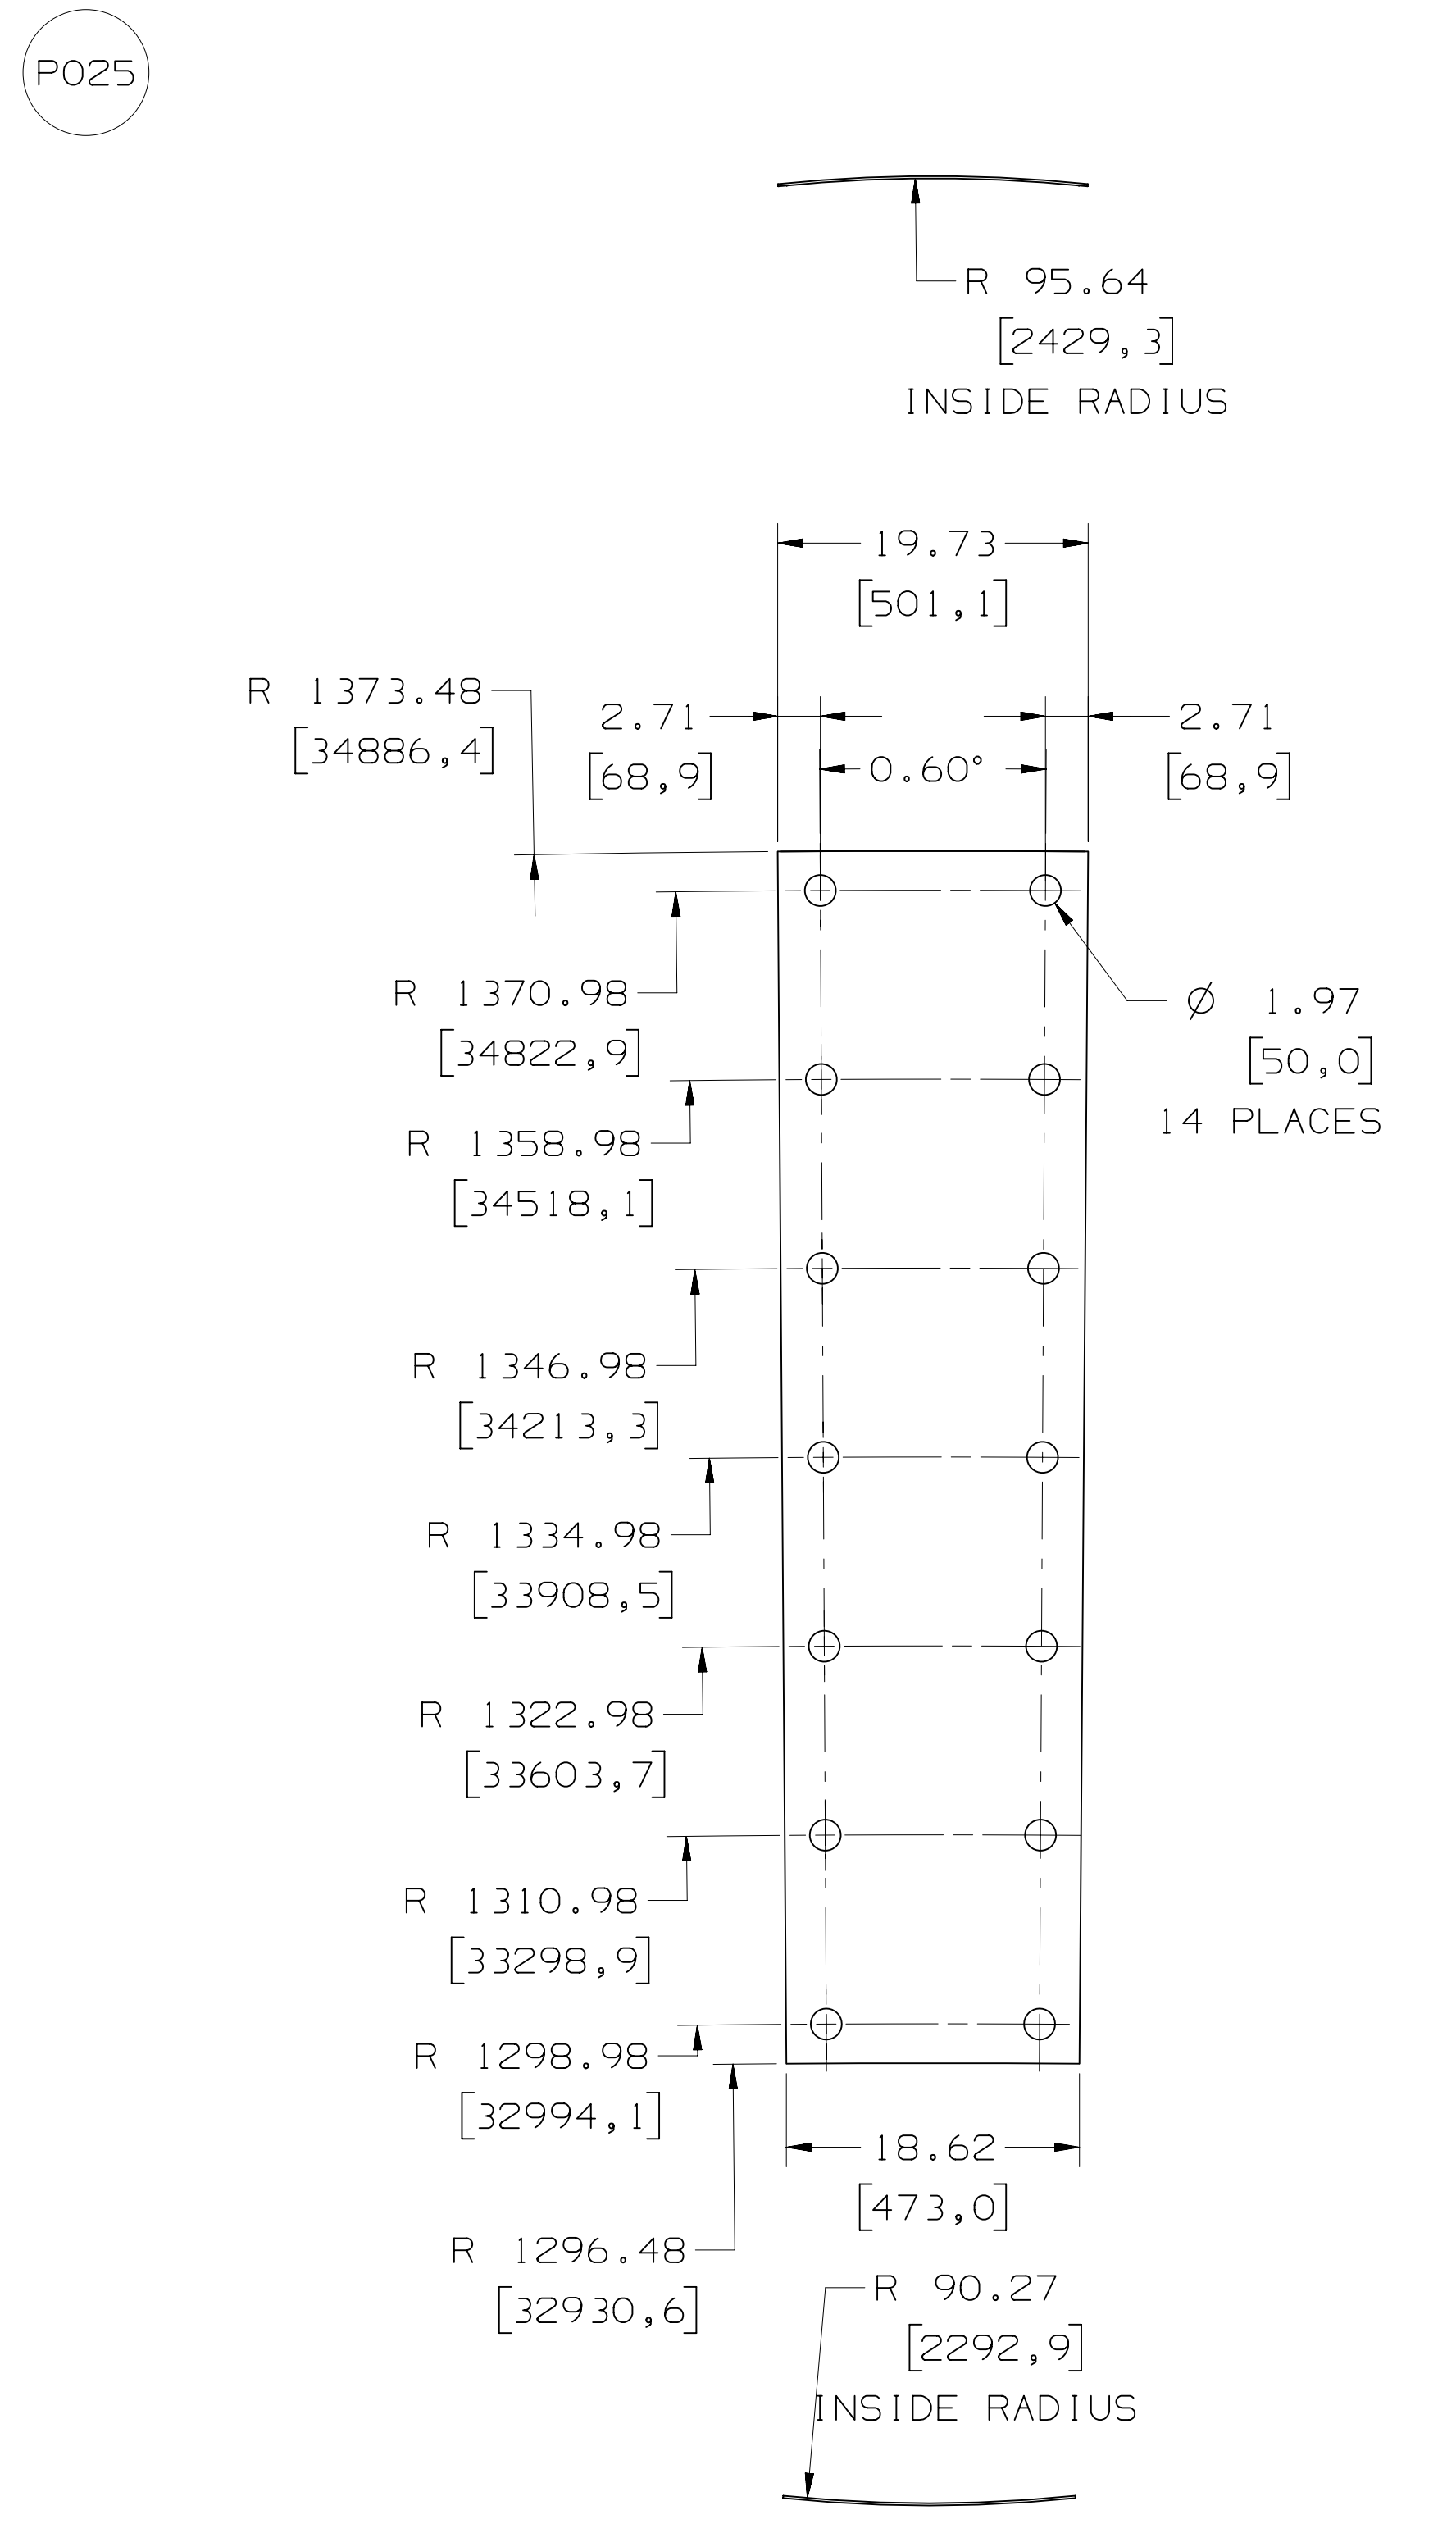 P025
R 95.64
[2429,3]
INSIDE RADIUS
19.73
[501,1]
R 1373.48
[34886,4]
2.71
[68,9]
0.60°
2.71
[68,9]
R 1370.98
[34822,9]
Ø 1.97
[50,0]
14 PLACES
R 1358.98
[34518,1]
R 1346.98
[34213,3]
R 1334.98
[33908,5]
R 1322.98
[33603,7]
R 1310.98
[33298,9]
R 1298.98
[32994,1]
18.62
[473,0]
R 1296.48
[32930,6]
R 90.27
[2292,9]
INSIDE RADIUS